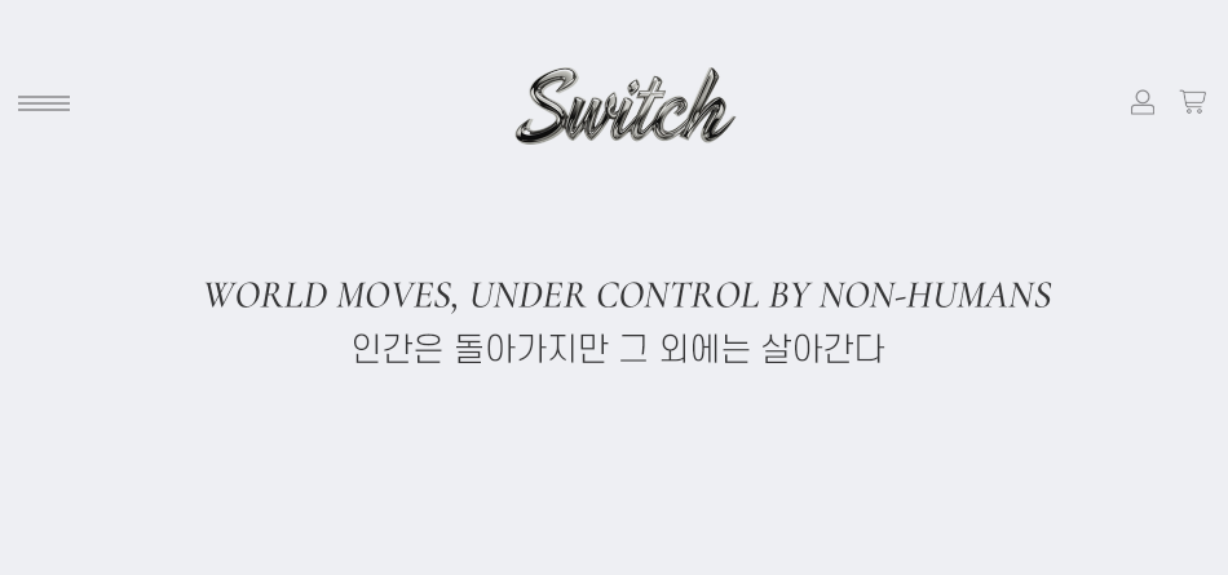 Switch
WORLD MOVES, UNDER CONTROL BY NON-HUMANS
인간은 돌아가지만 그 외에는 살아간다